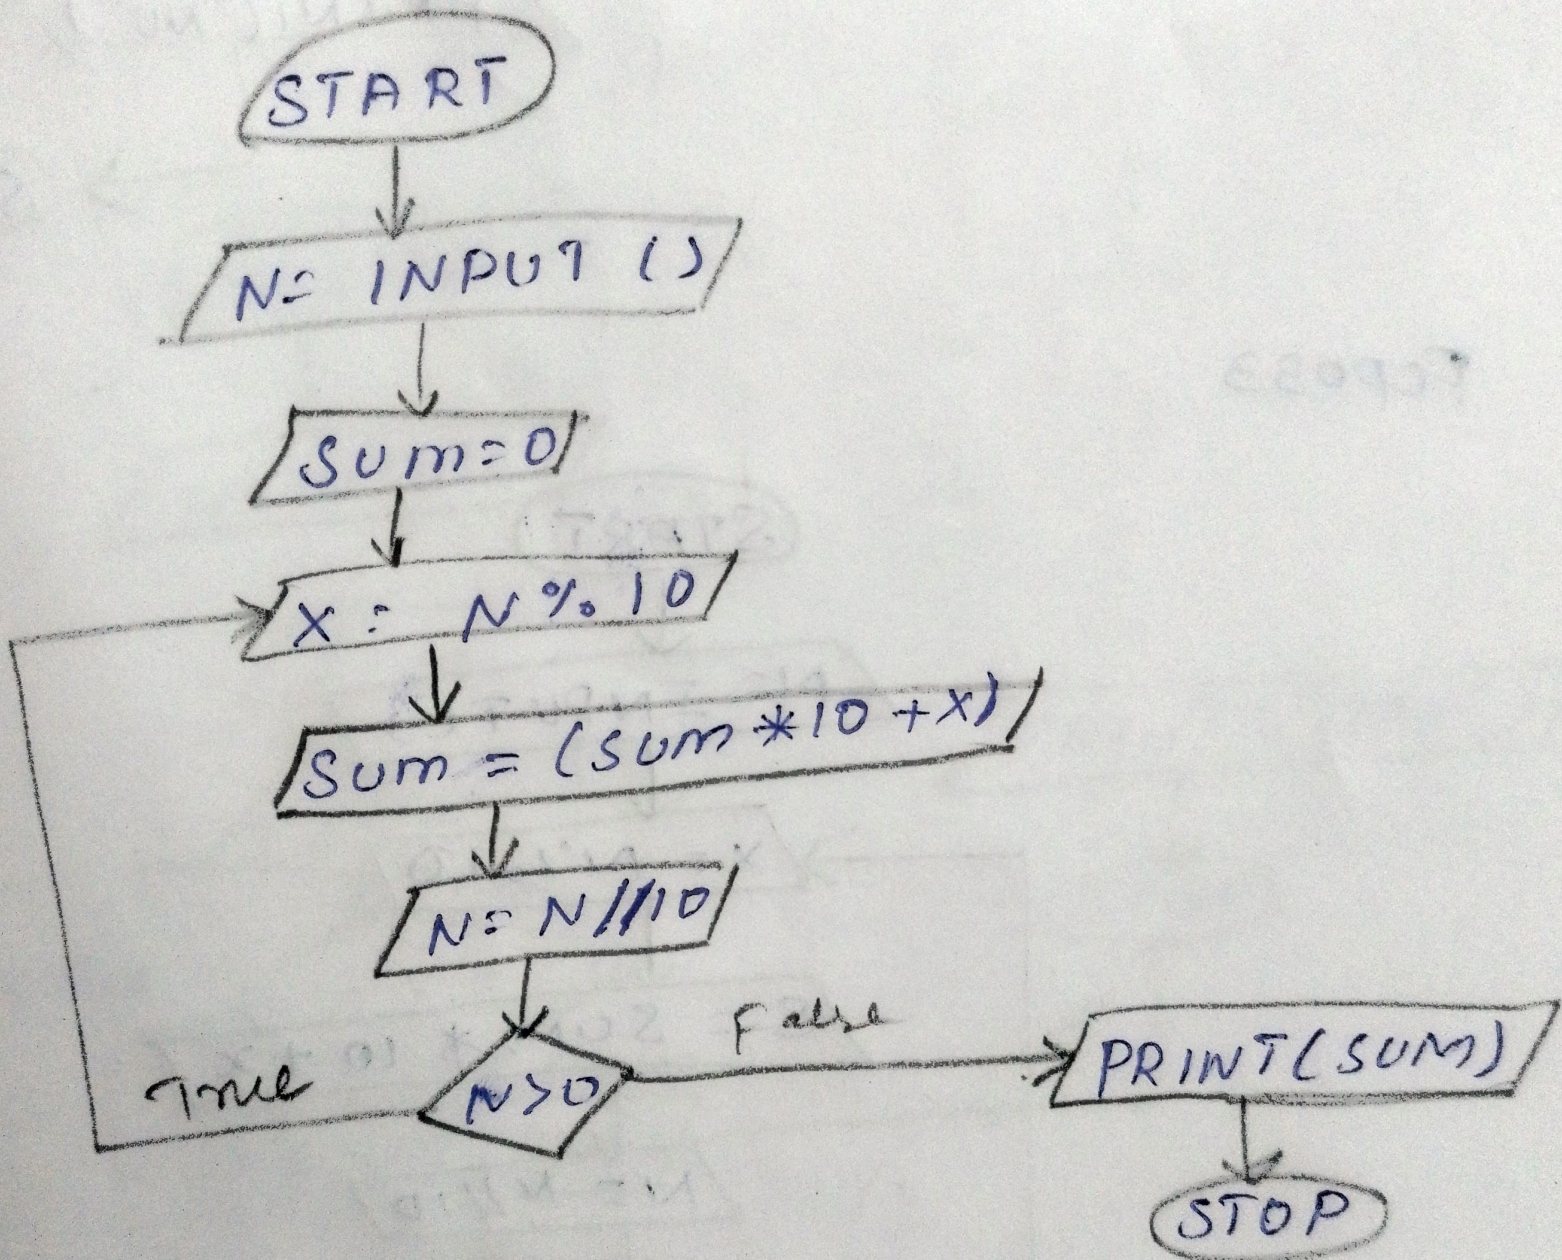 START
N= INPUT ()
Sum=0
X= N%10
Sum = (Sum *10 +X)
N= N//10
N>0
True
False
PRINT(SUM)
STOP